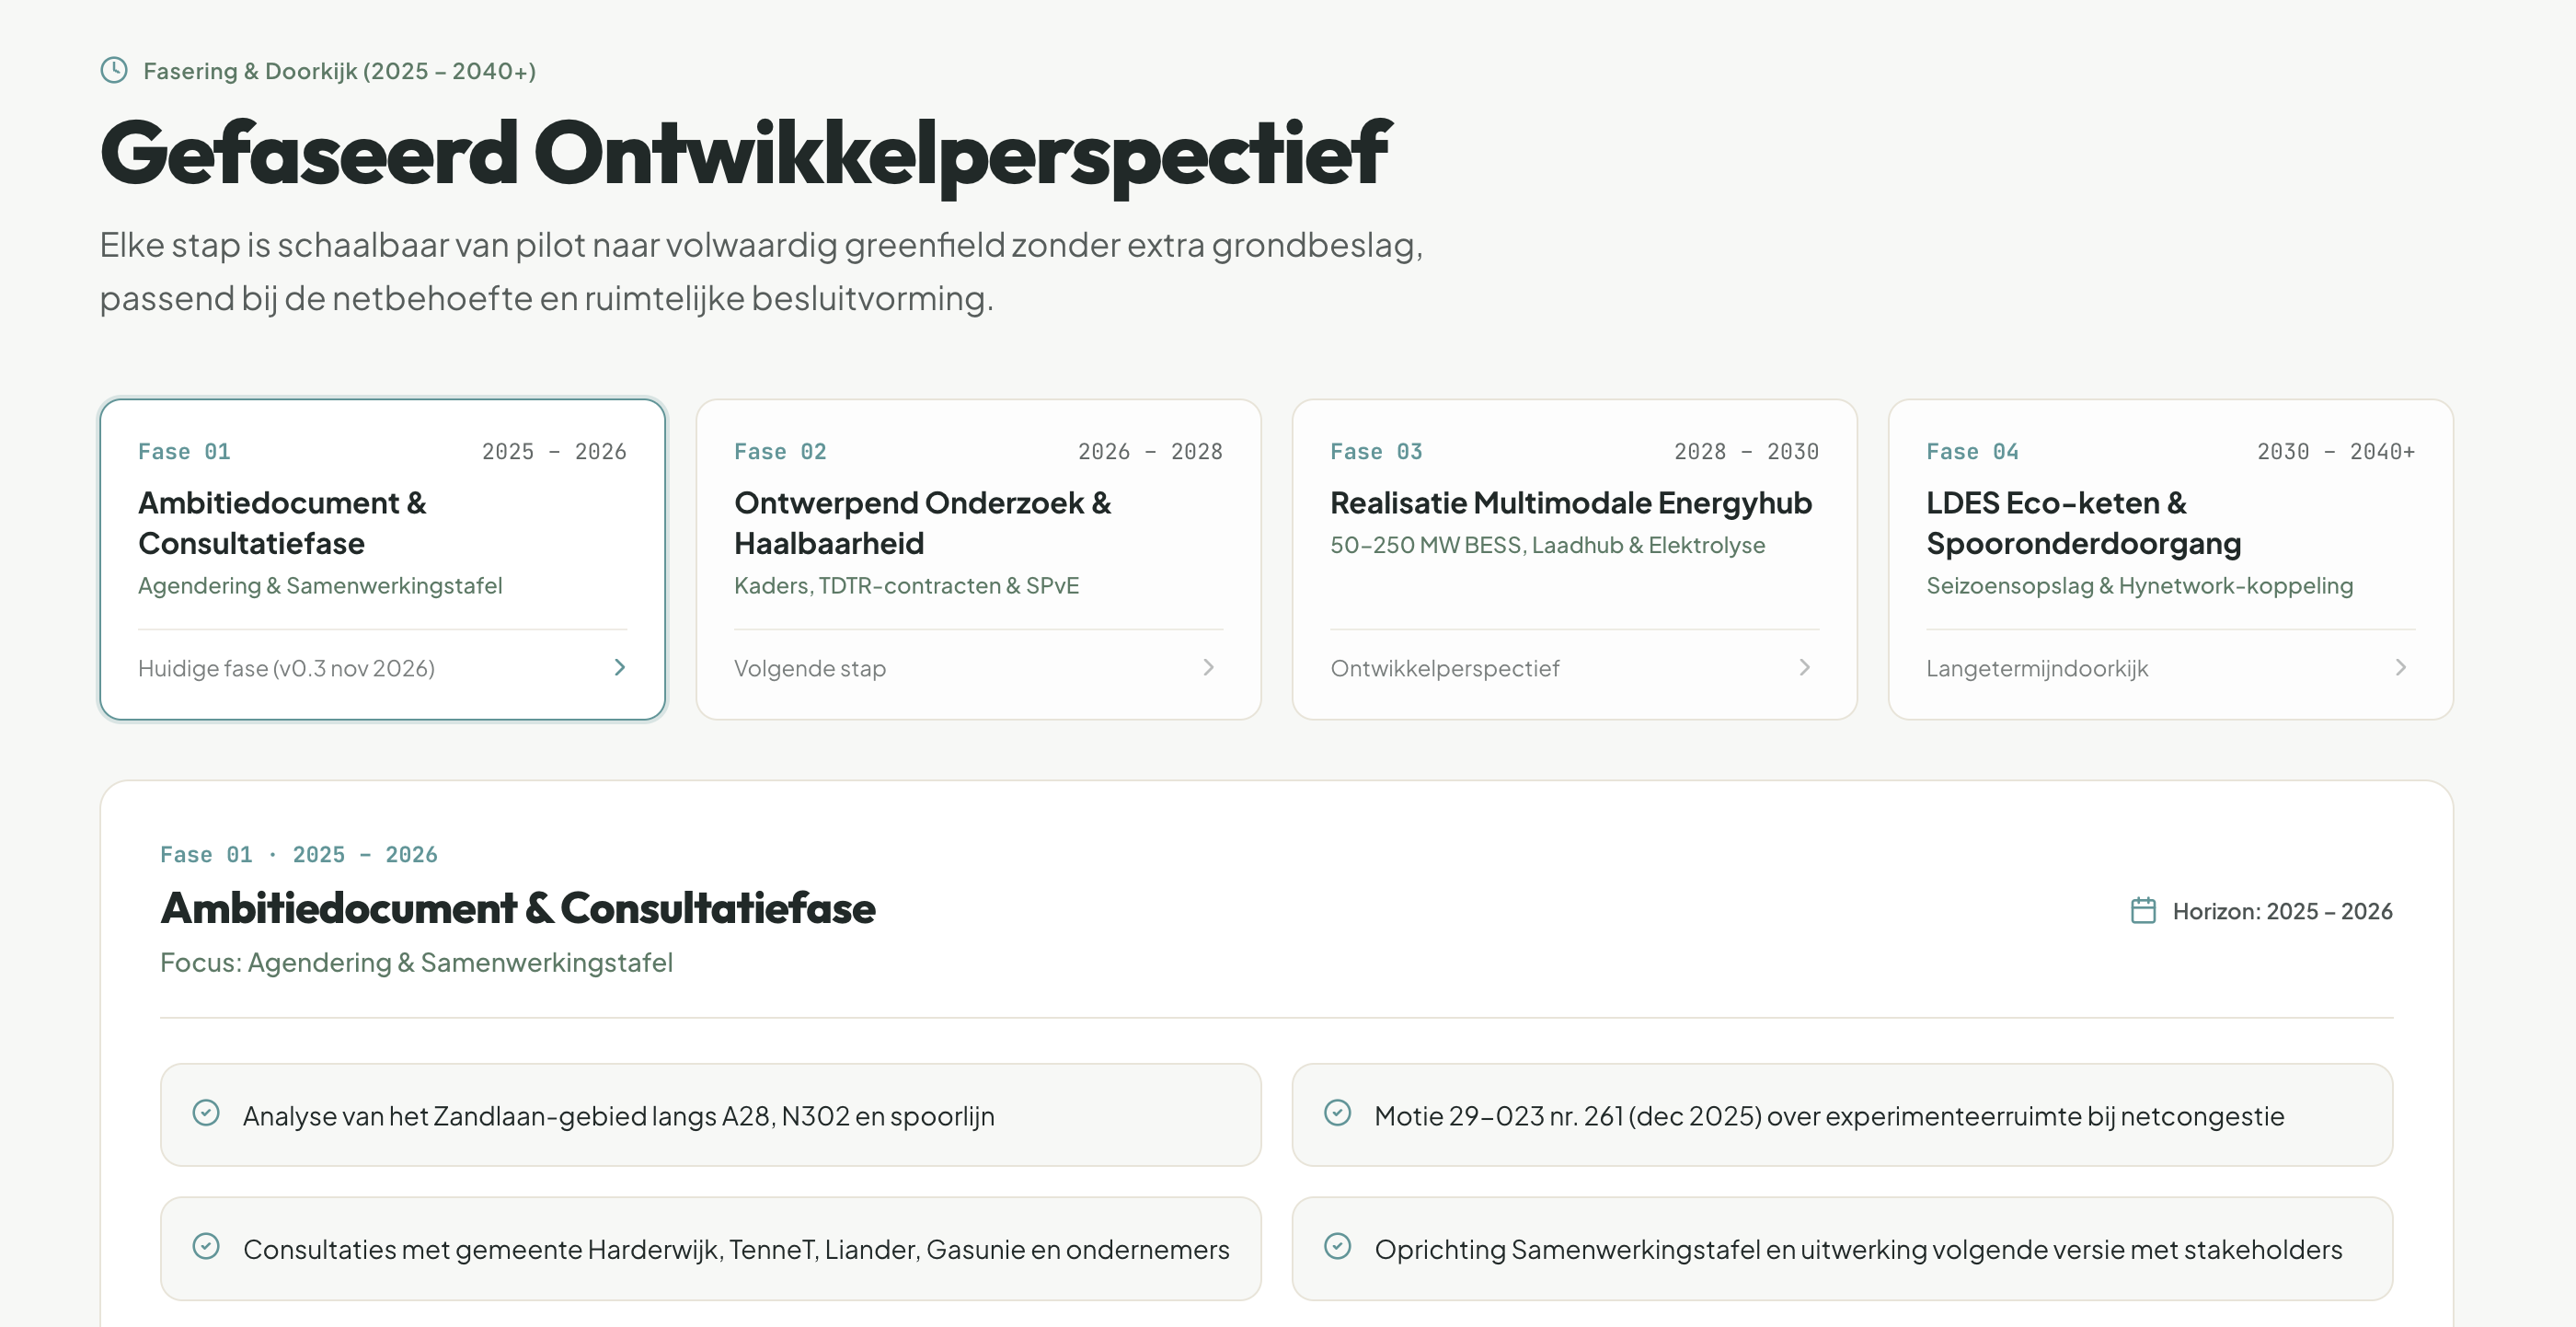 Fasering & Doorkijk (2025 – 2040+)
Gefaseerd Ontwikkelperspectief
Elke stap is schaalbaar van pilot naar volwaardig greenfield zonder extra grondbeslag,
passend bij de netbehoefte en ruimtelijke besluitvorming.
Fase 01
2025 – 2026
Ambitiedocument &
Consultatiefase
Agendering & Samenwerkingstafel
Huidige fase (v0.3 nov 2026)
Fase 02
2026 – 2028
Ontwerpend Onderzoek &
Haalbaarheid
Kaders, TDTR-contracten & SPvE
Volgende stap
Fase 03
2028 – 2030
Realisatie Multimodale Energyhub
50–250 MW BESS, Laadhub & Elektrolyse
Ontwikkelperspectief
Fase 04
2030 – 2040+
LDES Eco-keten &
Spooronderdoorgang
Seizoensopslag & Hynetwork-koppeling
Langetermijndoorkijk
Fase 01 · 2025 – 2026
Ambitiedocument & Consultatiefase
Focus: Agendering & Samenwerkingstafel
Horizon: 2025 – 2026
Analyse van het Zandlaan-gebied langs A28, N302 en spoorlijn
Motie 29-023 nr. 261 (dec 2025) over experimenteerruimte bij netcongestie
Consultaties met gemeente Harderwijk, TenneT, Liander, Gasunie en ondernemers
Oprichting Samenwerkingstafel en uitwerking volgende versie met stakeholders